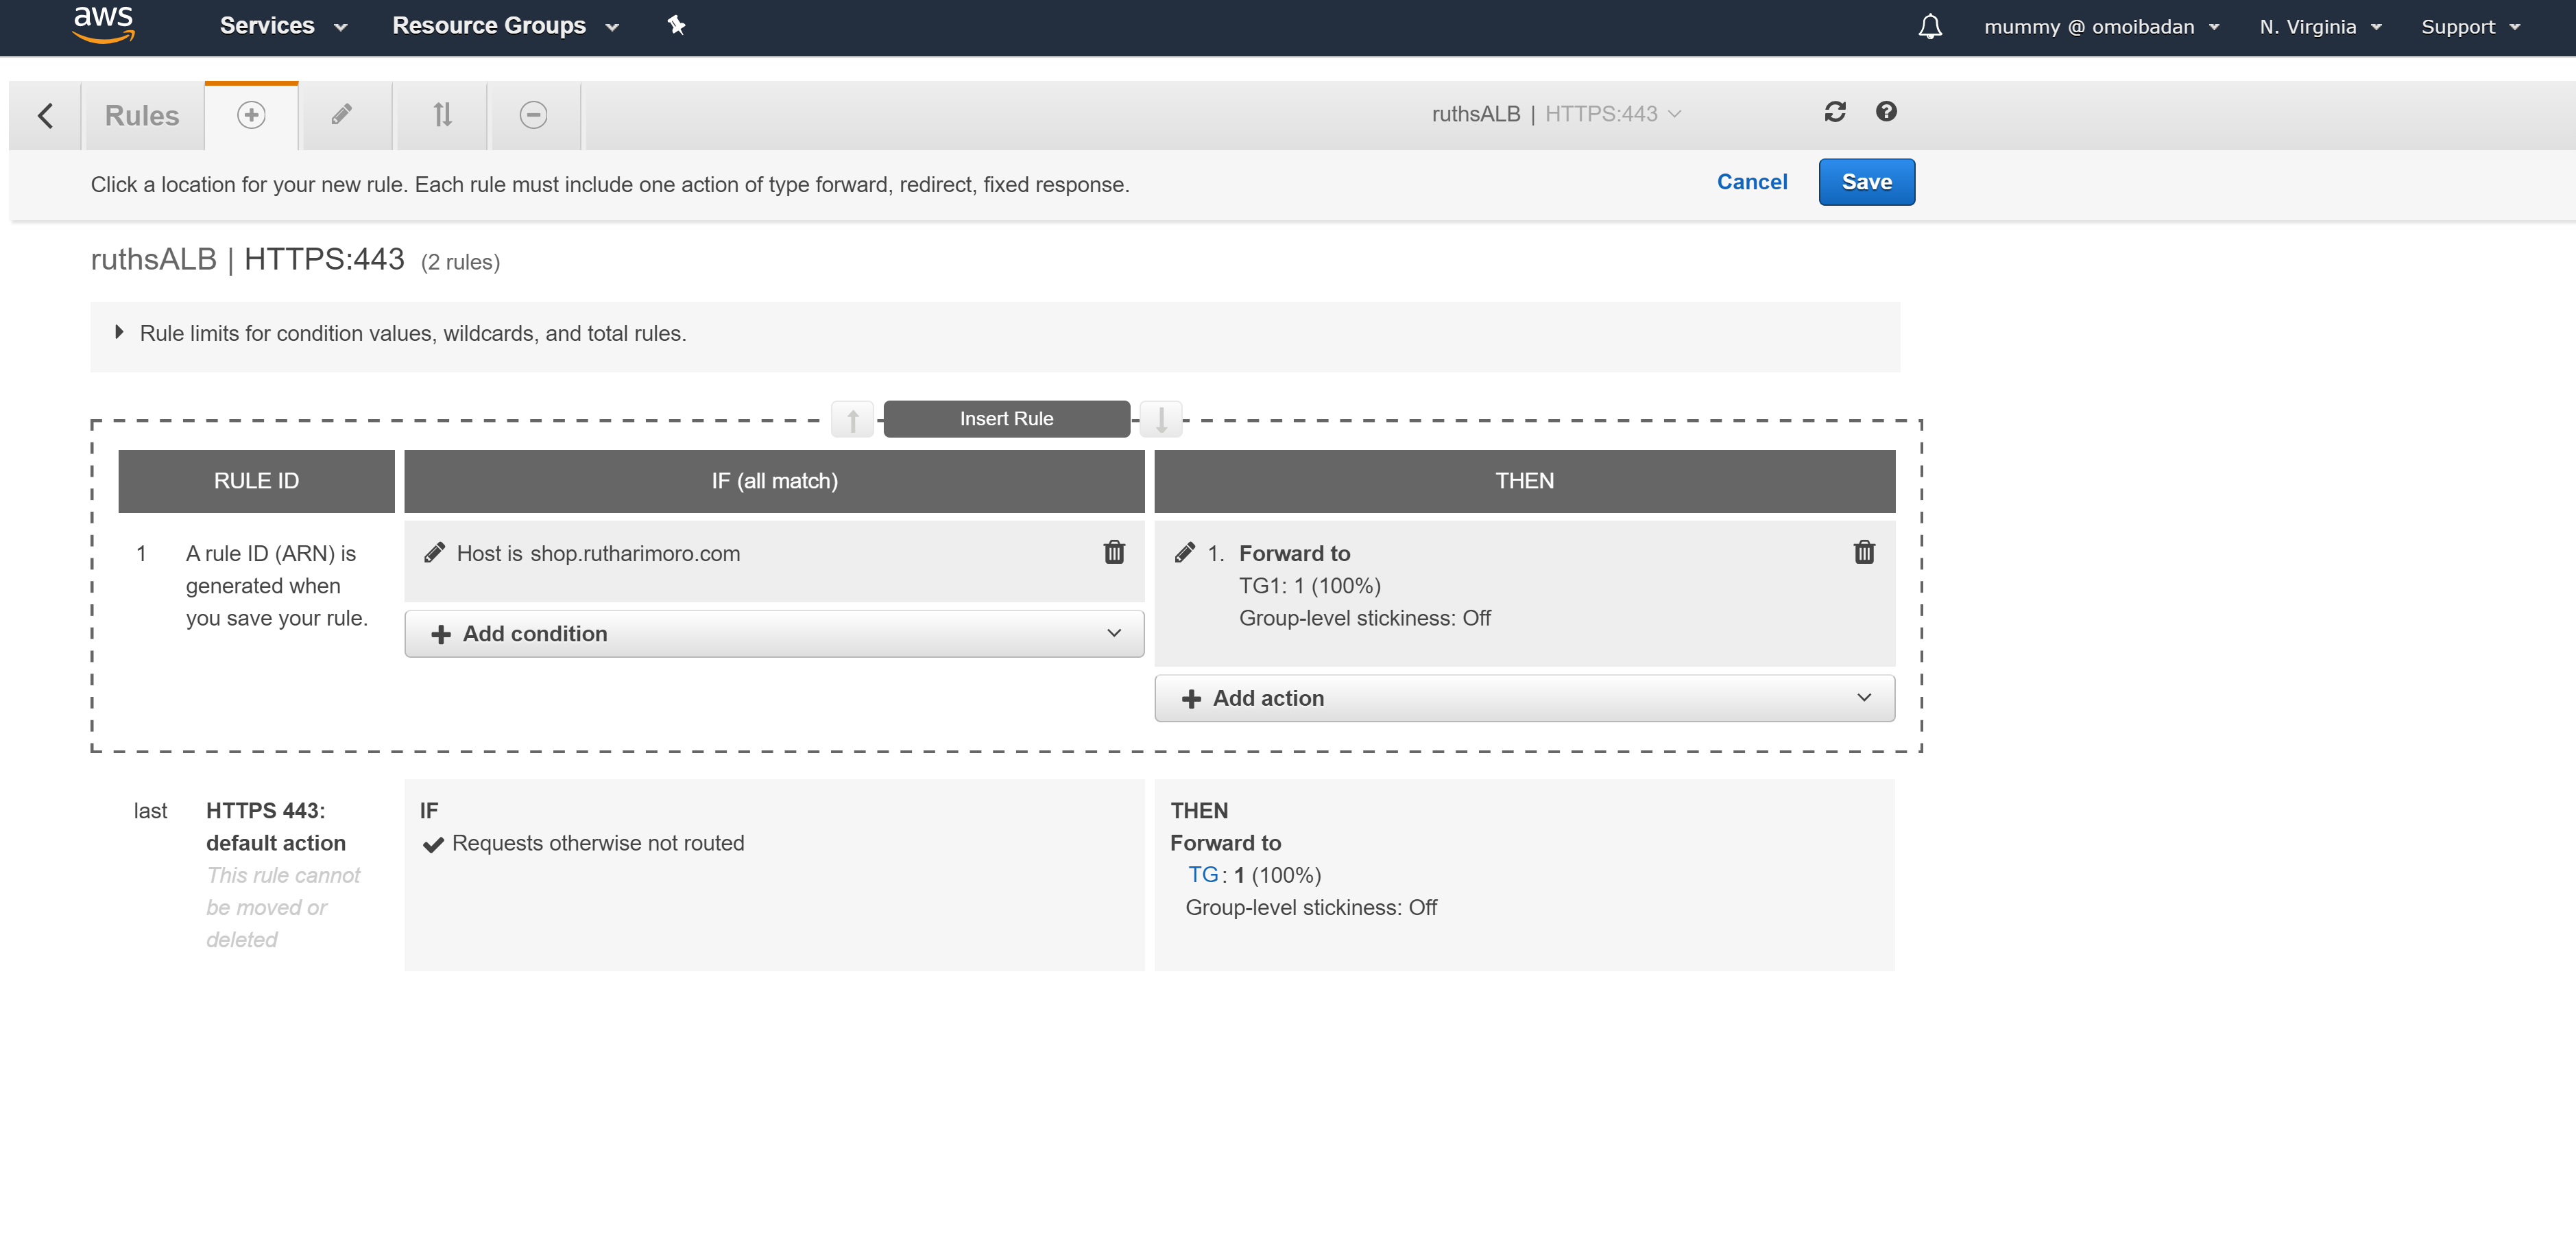 aws Services Resource Groups mummy @ omoibadan N. Virginia Support
Rules ruthsALB | HTTPS:443
Click a location for your new rule. Each rule must include one action of type forward, redirect, fixed response. Cancel Save
ruthsALB | HTTPS:443 (2 rules)
Rule limits for condition values, wildcards, and total rules.
Insert Rule
RULE ID IF (all match) THEN
1 A rule ID (ARN) is
generated when
you save your rule.
Host is shop.rutharimoro.com
Add condition
1. Forward to
TG1: 1 (100%)
Group-level stickiness: Off
Add action
last HTTPS 443:
default action
This rule cannot
be moved or
deleted
IF
Requests otherwise not routed
THEN
Forward to
TG: 1 (100%)
Group-level stickiness: Off